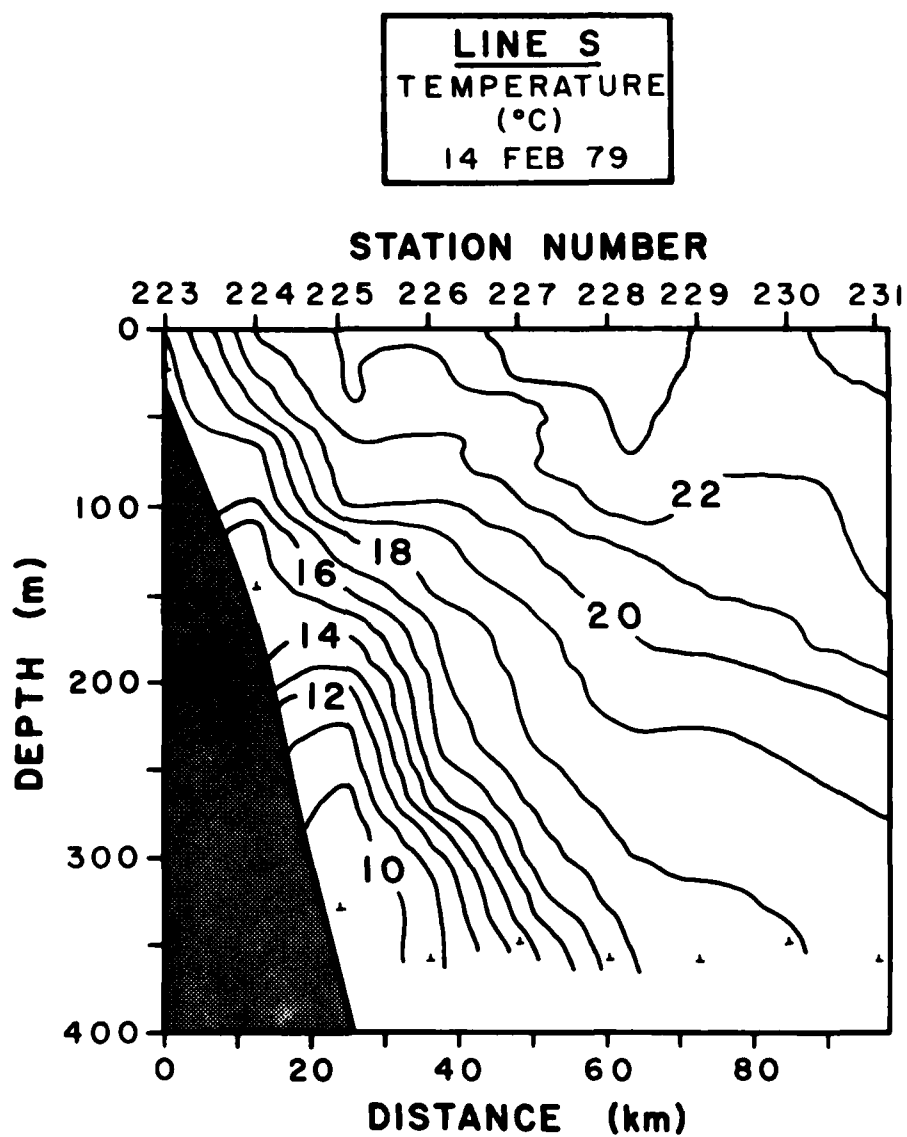 LINE S
TEMPERATURE
(°C)
14 FEB 79
STATION NUMBER
223 224 225 226 227 228 229 230 231
0
100
200
300
400
DEPTH (m)
22
18
16
20
14
12
10
0 20 40 60 80
DISTANCE (km)